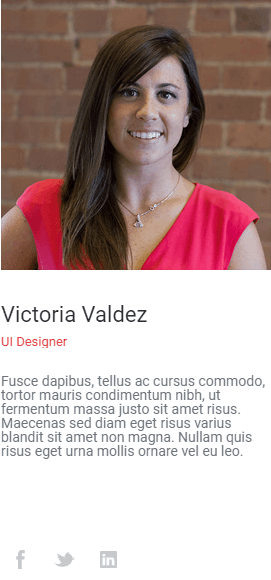 Victoria Valdez
UI Designer
Fusce dapibus, tellus ac cursus commodo,
tortor mauris condimentum nibh, ut
fermentum massa justo sit amet risus.
Maecenas sed diam eget risus varius
blandit sit amet non magna. Nullam quis
risus eget urna mollis ornare vel eu leo.